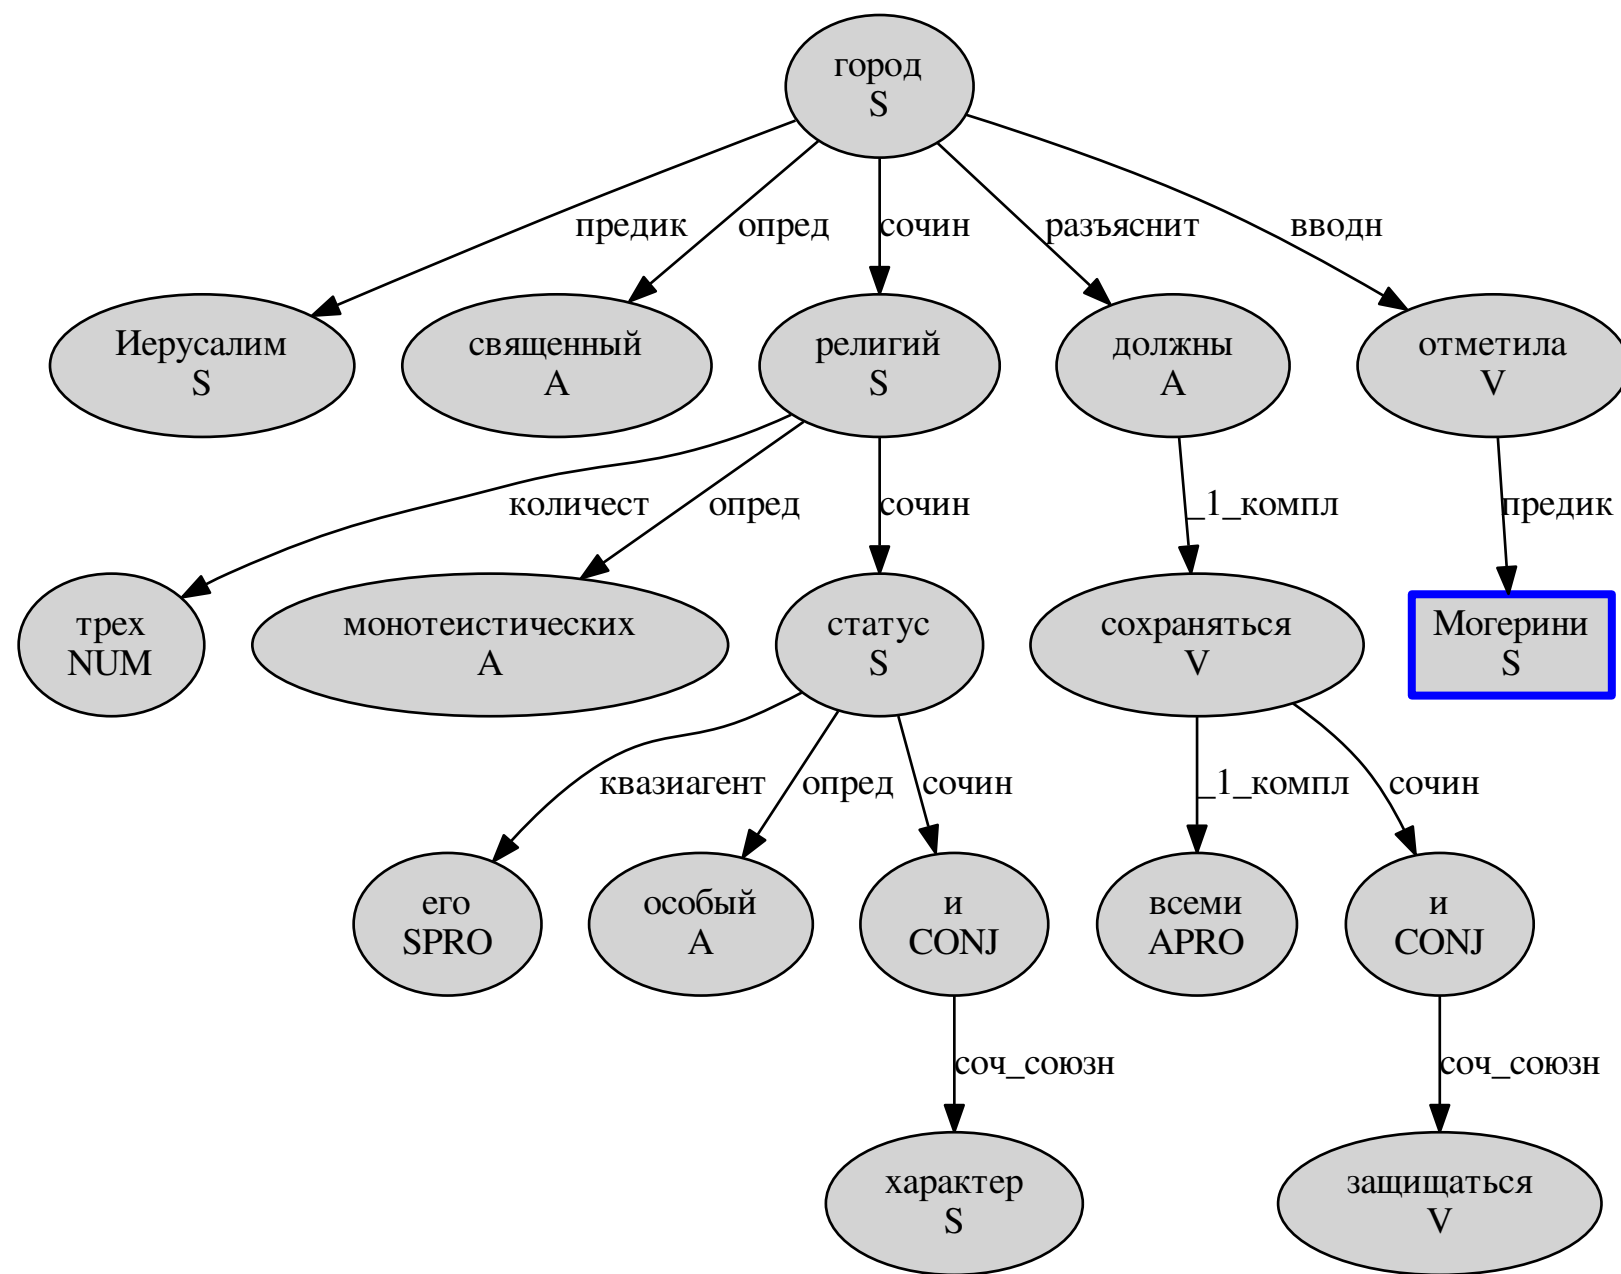 город
S
предик
опред
сочин
разъяснит
вводн
Иерусалим
S
священный
A
религий
S
должны
A
отметила
V
количест
опред
сочин
_1_компл
предик
трех
NUM
монотеистических
A
статус
S
сохраняться
V
Могерини
S
квазиагент
опред
сочин
_1_компл
сочин
его
SPRO
особый
A
и
CONJ
всеми
APRO
и
CONJ
соч_союзн
соч_союзн
характер
S
защищаться
V